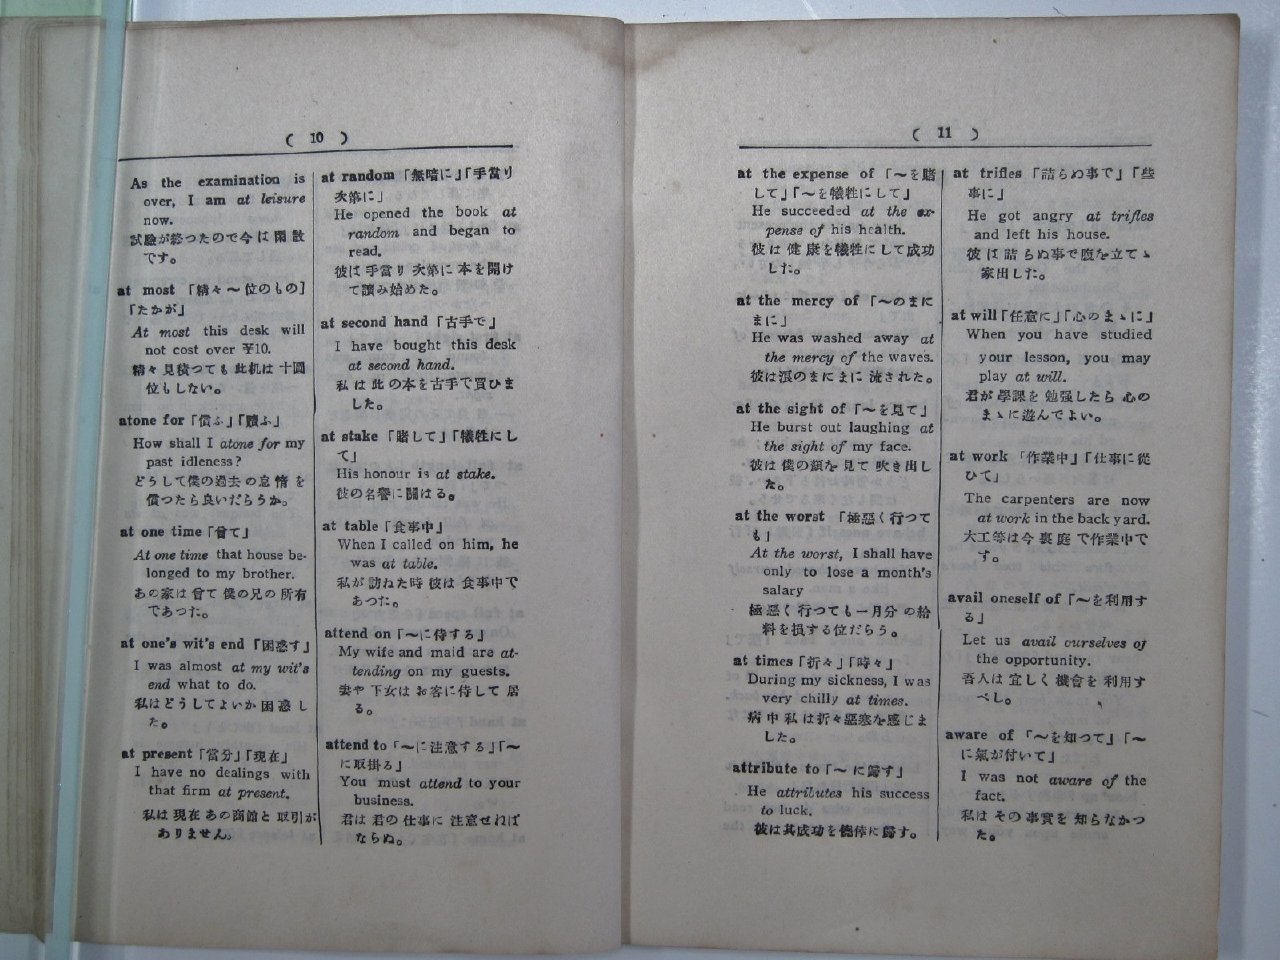 ( 10 )
As the examination is
over, I am at leisure
now.
試驗が終つたので今は閑散
です。
at most 「精々〜位のもの]
「たかが」
At most this desk will
not cost over ¥10.
精々見積つても此机は十圓
位もしない。
atone for 「償ふ」「贖ふ」
How shall I atone for my
past idleness?
どうして僕の過去の怠惰を
償つたら良いだらうか。
at one time 「曾て」
At one time that house be-
longed to my brother.
あの家は曾て僕の兄の所有
であつた。
at one's wit's end 「困惑す」
I was almost at my wit's
end what to do.
私はどうしてよいか困惑し
た。
at present 「當分」「現在」
I have no dealings with
that firm at present.
私は現在あの商館と取引が
ありません。
at random 「無暗に」「手當り
次第に」
He opened the book at
random and began to
read.
彼は手當り次第に本を開け
て讀み始めた。
at second hand 「古手で」
I have bought this desk
at second hand.
私は此の本を古手で買ひま
した。
at stake 「賭して」「犠牲にし
て」
His honour is at stake.
彼の名譽に關はる。
at table 「食事中」
When I called on him, he
was at table.
私が訪ねた時彼は食事中で
あつた。
attend on 「〜に侍する」
My wife and maid are at-
tending on my guests.
妻や下女はお客に侍して居
る。
attend to 「〜に注意する」「〜
に取掛る」
You must attend to your
business.
君は君の仕事に注意せねば
ならぬ。
( 11 )
at the expense of 「〜を賭
して」「〜を犠牲にして」
He succeeded at the ex-
pense of his health.
彼は健康を犠牲にして成功
した。
at the mercy of 「〜のまに
まに」
He was washed away at
the mercy of the waves.
彼は浪のまにまに流された。
at the sight of 「〜を見て」
He burst out laughing at
the sight of my face.
彼は僕の顔を見て吹き出し
た。
at the worst 「極惡く行つて
も」
At the worst, I shall have
only to lose a month's
salary
極惡く行つても一月分の給
料を損する位だらう。
at times 「折々」「時々」
During my sickness, I was
very chilly at times.
病中私は折々惡寒を感じま
した。
attribute to 「〜に歸す」
He attributes his success
to luck.
彼は其成功を僥倖に歸す。
at trifles 「詰らぬ事で」「些
事に」
He got angry at trifles
and left his house.
彼は詰らぬ事で腹を立てゝ
家出した。
at will 「任意に」「心のまゝに」
When you have studied
your lesson, you may
play at will.
君が學課を勉强したら心の
まゝに遊んでよい。
at work 「作業中」「仕事に從
ひて」
The carpenters are now
at work in the back yard.
大工等は今裏庭で作業中で
す。
avail oneself of 「〜を利用す
る」
Let us avail ourselves of
the opportunity.
吾人は宜しく機會を利用す
べし。
aware of 「〜を知つて」「〜
に氣が付いて」
I was not aware of the
fact.
私はその事實を知らなかつ
た。